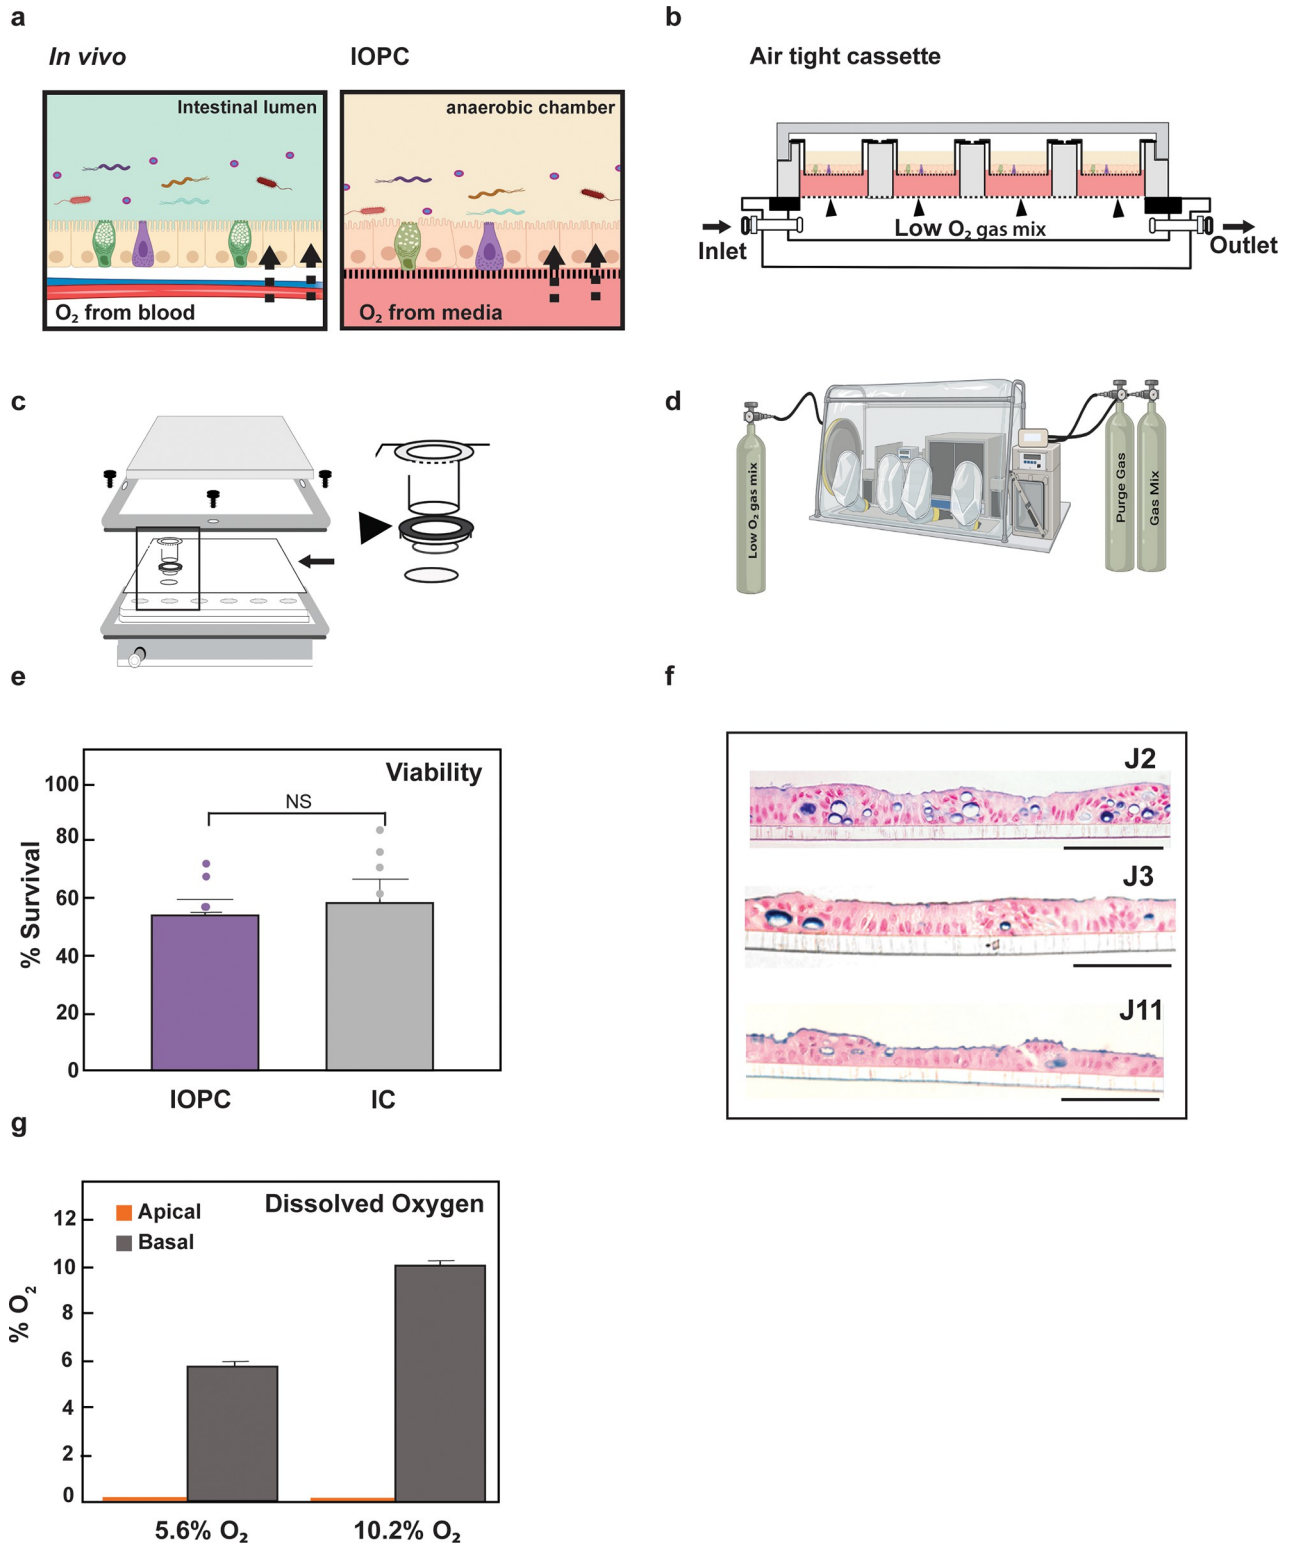 a
In vivo
IOPC
Intestinal lumen
anaerobic chamber
O₂ from blood
O₂ from media
b
Air tight cassette
Inlet
Low O₂ gas mix
Outlet
c
d
Low O₂ gas mix
Purge Gas
Gas Mix
e
Viability
NS
% Survival
100
80
60
40
20
0
IOPC
IC
f
J2
J3
J11
g
Dissolved Oxygen
Apical
Basal
% O₂
12
10
8
6
4
2
0
5.6% O₂
10.2% O₂